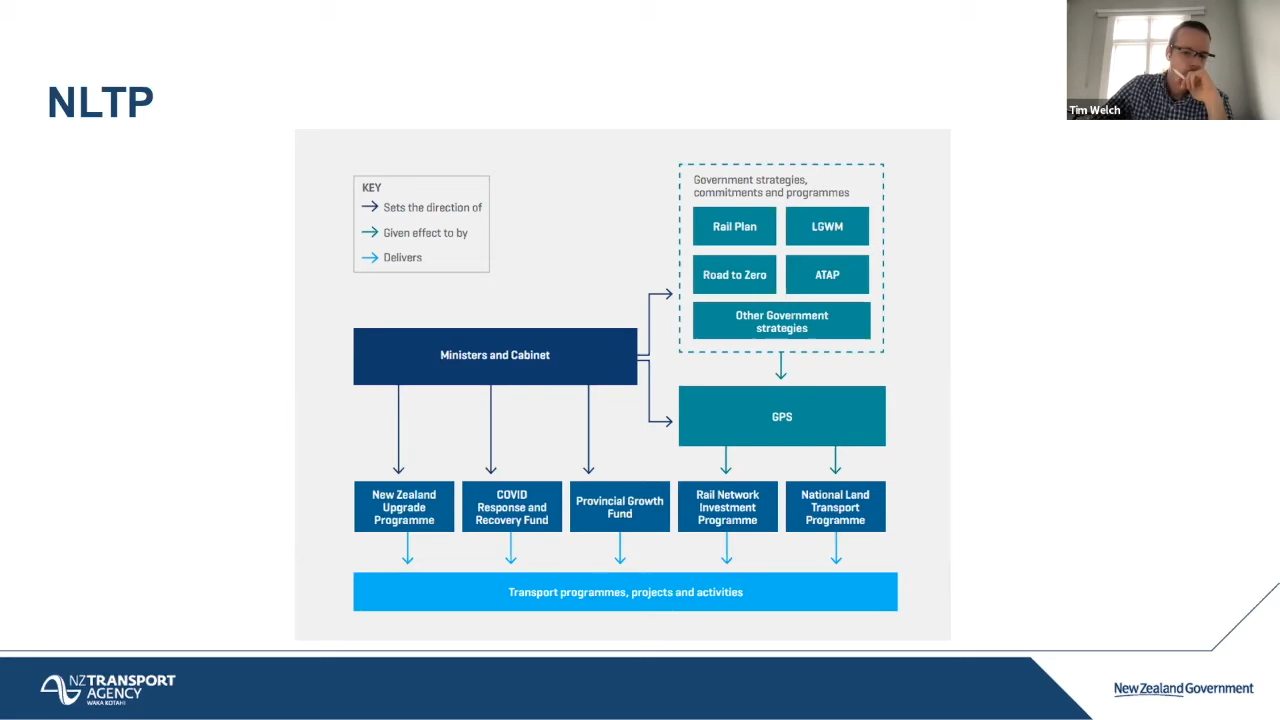 NLTP
Tim Welch
KEY
Sets the direction of
Given effect to by
Delivers
Government strategies,
commitments and programmes
Rail Plan
LGWM
Road to Zero
ATAP
Other Government
strategies
Ministers and Cabinet
GPS
New Zealand
Upgrade
Programme
COVID
Response and
Recovery Fund
Provincial Growth
Fund
Rail Network
Investment
Programme
National Land
Transport
Programme
Transport programmes, projects and activities
NZTRANSPORT
AGENCY
WAKA KOTAHI
New Zealand Government